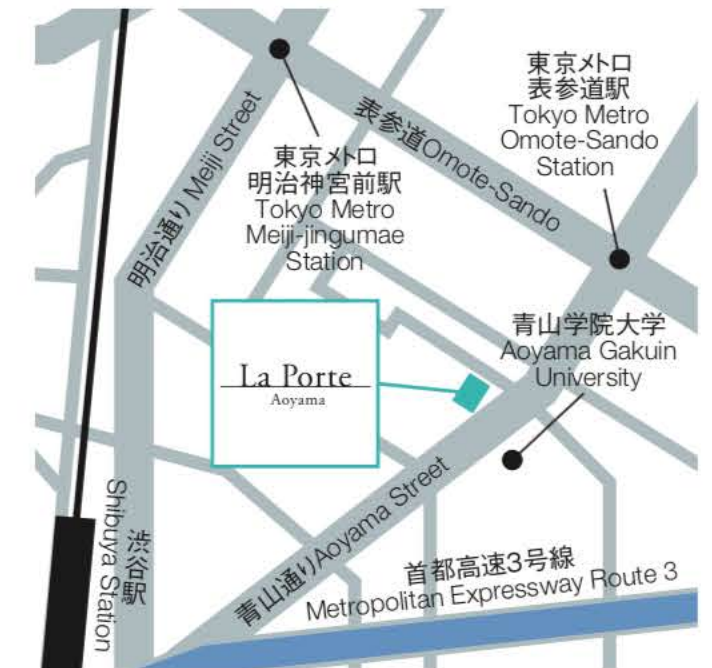 東京メトロ
表参道駅
Tokyo Metro
Omote-Sando
Station
表参道Omote-Sando
明治通り Meiji Street
東京メトロ
明治神宮前駅
Tokyo Metro
Meiji-jingumae
Station
青山学院大学
Aoyama Gakuin
University
La Porte
Aoyama
青山通りAoyama Street
渋谷駅
Shibuya Station
首都高速3号線
Metropolitan Expressway Route 3